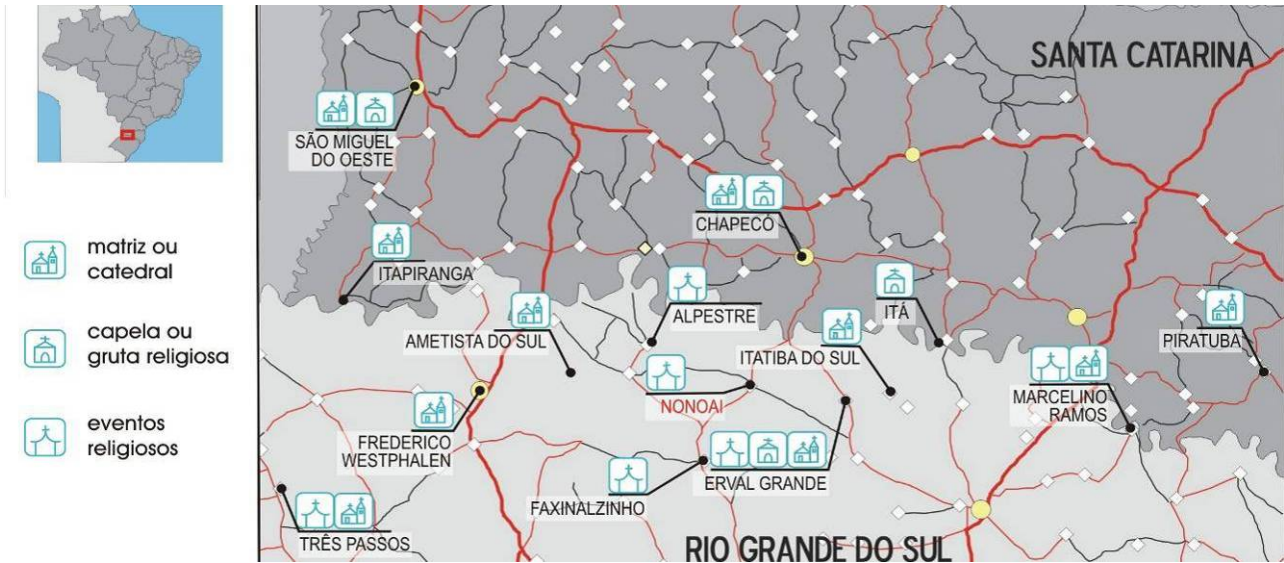 matriz ou
catedral
capela ou
gruta religiosa
eventos
religiosos
SANTA CATARINA
SÃO MIGUEL
DO OESTE
CHAPECÓ
ITAPIRANGA
ALPESTRE
ITÁ
AMETISTA DO SUL
ITATIBA DO SUL
PIRATUBA
NONOAI
MARCELINO
RAMOS
FREDERICO
WESTPHALEN
ERVAL GRANDE
FAXINALZINHO
TRÊS PASSOS
RIO GRANDE DO SUL